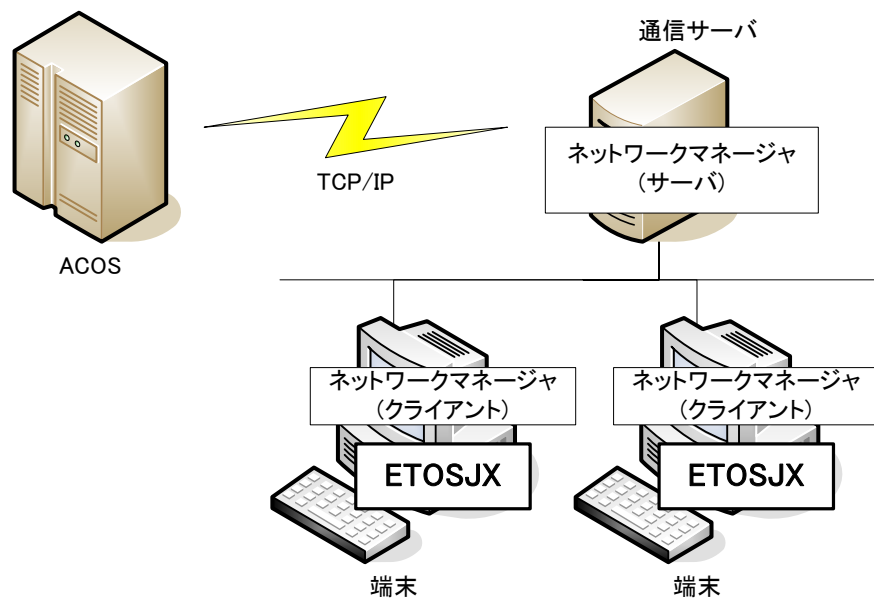 通信サーバ
ネットワークマネージャ
(サーバ)
TCP/IP
ACOS
ネットワークマネージャ
(クライアント)
ETOSJX
端末
ネットワークマネージャ
(クライアント)
ETOSJX
端末